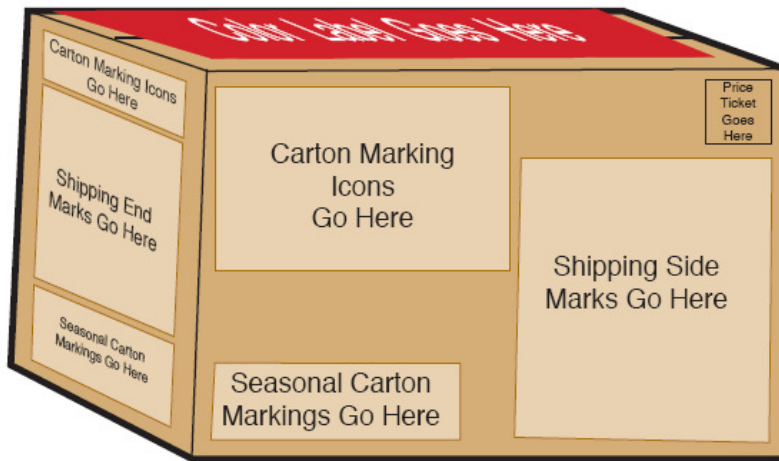 Color Label Goes Here
Carton Marking Icons
Go Here
Shipping End
Marks Go Here
Seasonal Carton
Markings Go Here
Carton Marking
Icons
Go Here
Price
Ticket
Goes
Here
Shipping Side
Marks Go Here
Seasonal Carton
Markings Go Here